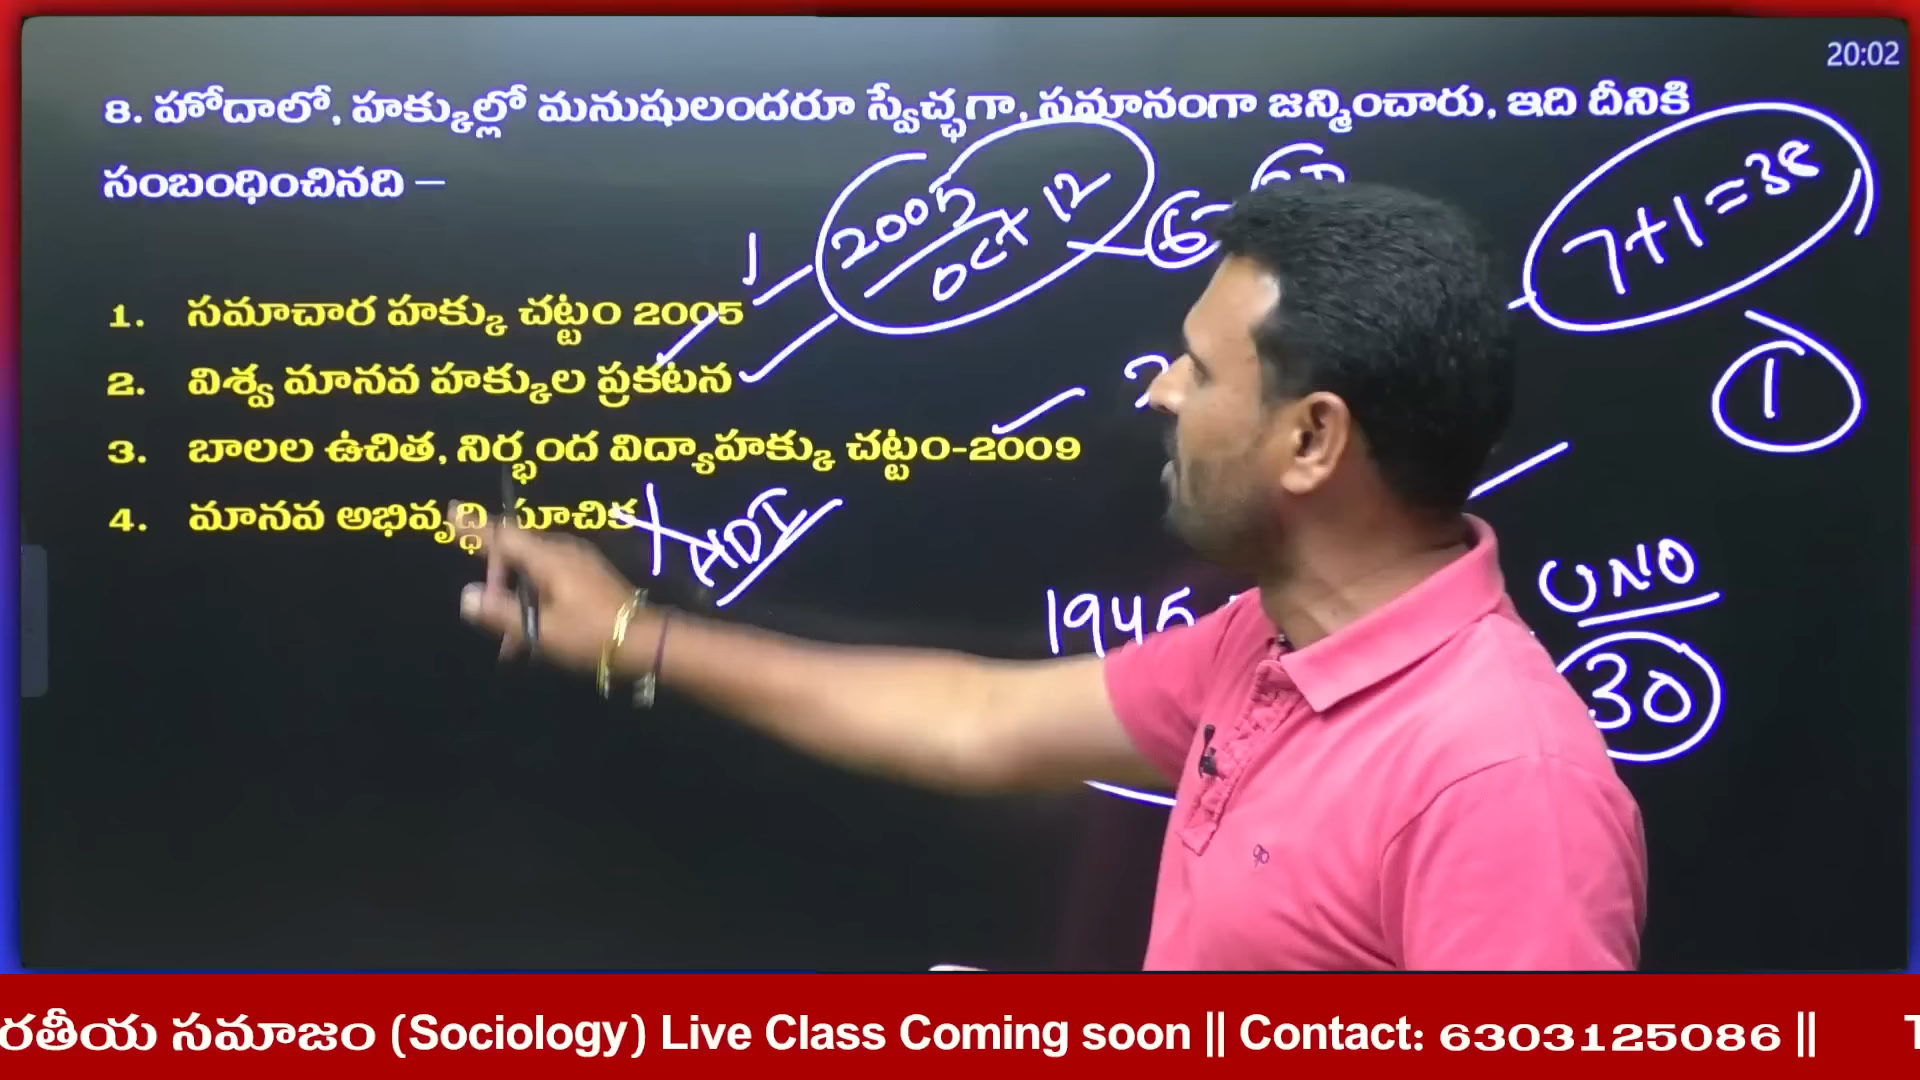 20:02
8. హోదాలో, హక్కుల్లో మనుషులందరూ స్వేచ్ఛగా, సమానంగా జన్మించారు, ఇది దీనికి
సంబంధించినది –
2005
OCT 12
7+1=38
1
1. సమాచార హక్కు చట్టం 2005
2. విశ్వ మానవ హక్కుల ప్రకటన
1
3. బాలల ఉచిత, నిర్భంద విద్యాహక్కు చట్టం-2009
4. మానవ అభివృద్ధి సూచిక
HDI
UNO
1945
30
రతీయ సమాజం (Sociology) Live Class Coming soon || Contact: 6303125086 || T